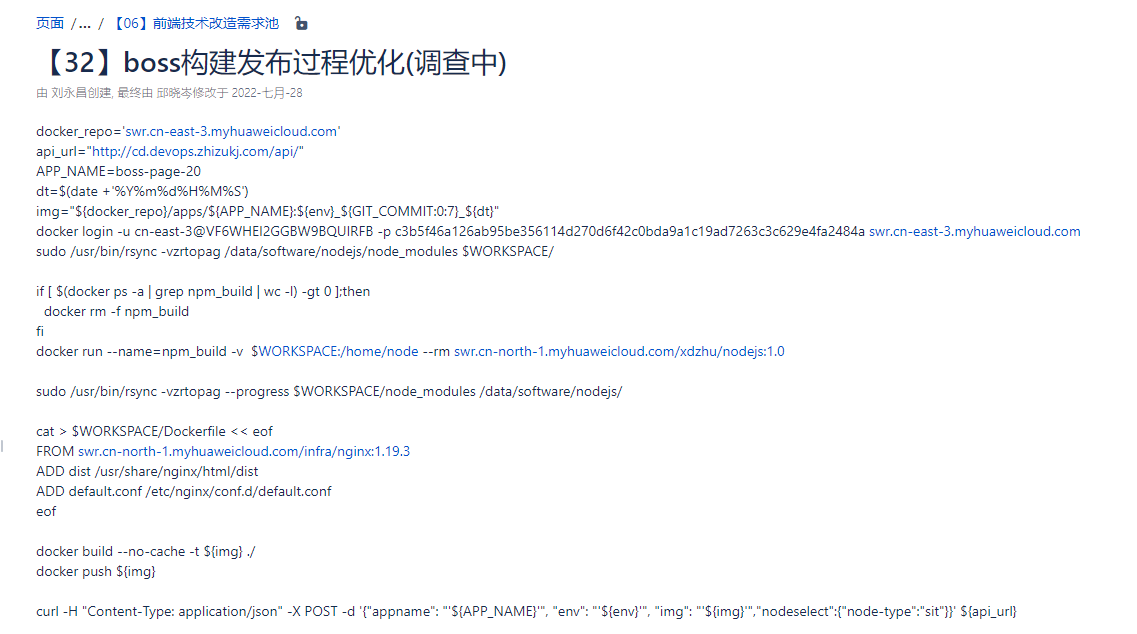 页面 /... / 【06】前端技术改造需求池
【32】boss构建发布过程优化(调查中)
由 刘永昌创建, 最终由 邱晓岑修改于 2022-七月-28
docker_repo='swr.cn-east-3.myhuaweicloud.com'
api_url="http://cd.devops.zhizukj.com/api/"
APP_NAME=boss-page-20
dt=$(date +'%Y%m%d%H%M%S')
img="${docker_repo}/apps/${APP_NAME}:${env}_${GIT_COMMIT:0:7}_${dt}"
docker login -u cn-east-3@VF6WHEI2GGBW9BQUIRFB -p c3b5f46a126ab95be356114d270d6f42c0bda9a1c19ad7263c3c629e4fa2484a swr.cn-east-3.myhuaweicloud.com
sudo /usr/bin/rsync -vzrtopag /data/software/nodejs/node_modules $WORKSPACE/
if [ $(docker ps -a | grep npm_build | wc -l) -gt 0 ];then
docker rm -f npm_build
fi
docker run --name=npm_build -v $WORKSPACE:/home/node --rm swr.cn-north-1.myhuaweicloud.com/xdzhu/nodejs:1.0
sudo /usr/bin/rsync -vzrtopag --progress $WORKSPACE/node_modules /data/software/nodejs/
cat > $WORKSPACE/Dockerfile << eof
FROM swr.cn-north-1.myhuaweicloud.com/infra/nginx:1.19.3
ADD dist /usr/share/nginx/html/dist
ADD default.conf /etc/nginx/conf.d/default.conf
eof
docker build --no-cache -t ${img} ./
docker push ${img}
curl -H "Content-Type: application/json" -X POST -d '{"appname": "'${APP_NAME}'", "env": "'${env}'", "img": "'${img}'","nodeselect":{"node-type":"sit"}}' ${api_url}